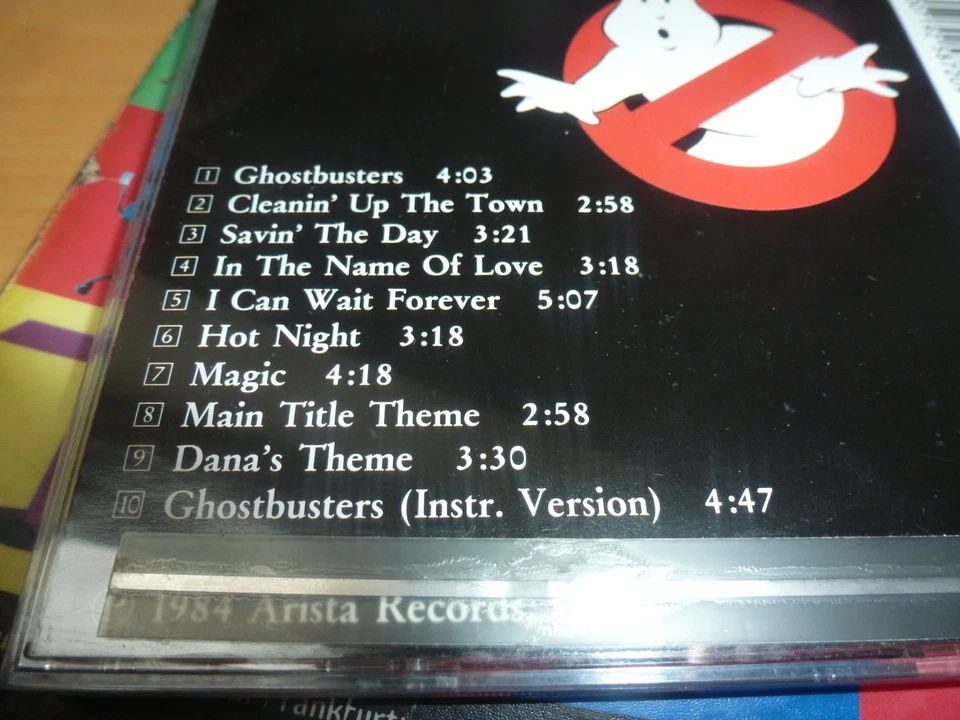 1 Ghostbusters 4:03
2 Cleanin' Up The Town 2:58
3 Savin' The Day 3:21
4 In The Name Of Love 3:18
5 I Can Wait Forever 5:07
6 Hot Night 3:18
7 Magic 4:18
8 Main Title Theme 2:58
9 Dana's Theme 3:30
10 Ghostbusters (Instr. Version) 4:47
℗ 1984 Arista Records